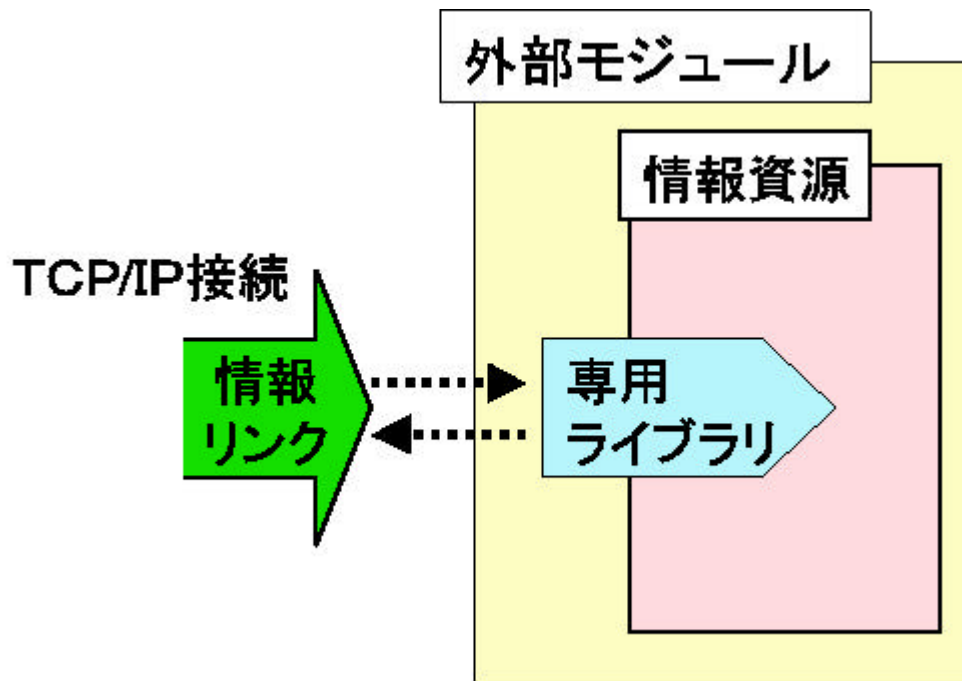 外部モジュール
情報資源
TCP/IP接続
情報
リンク
専用
ライブラリ